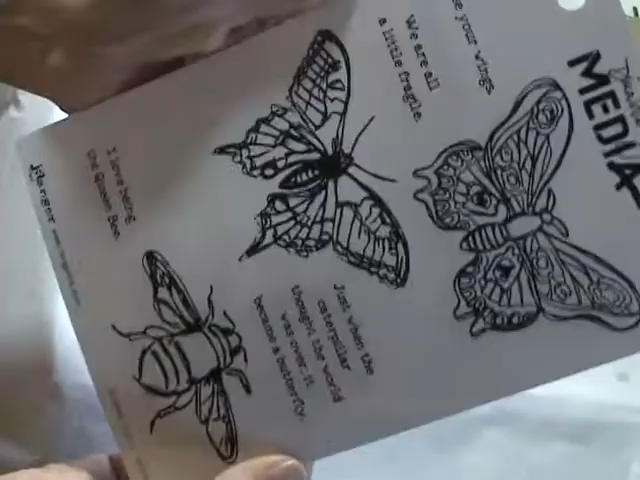 MEDIA
your wings
We are all
a little fragile.
Just when the
caterpillar
thought the world
was over, it
became a butterfly.
I love being
the Queen Bee.
Ranger